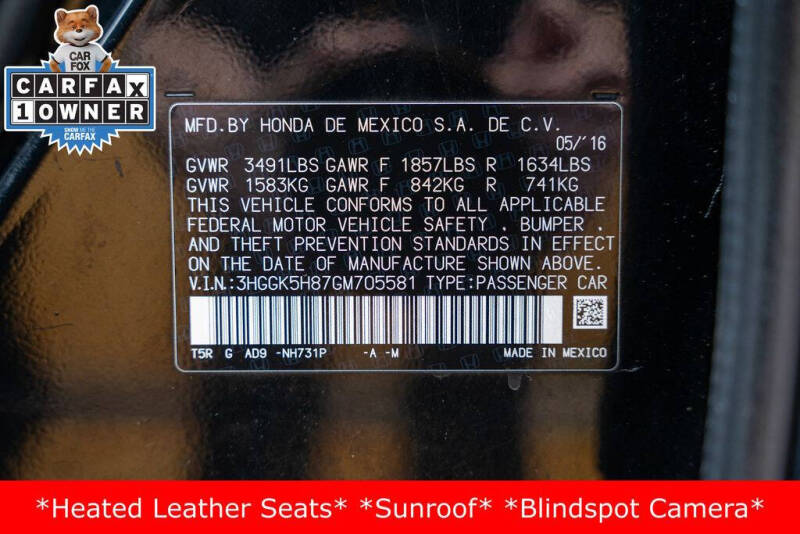 CAR
FOX
CARFAX
1 OWNER
SHOW ME THE
CARFAX
MFD.BY HONDA DE MEXICO S.A. DE C.V.
05/'16
GVWR 3491LBS GAWR F 1857LBS R 1634LBS
GVWR 1583KG GAWR F 842KG R 741KG
THIS VEHICLE CONFORMS TO ALL APPLICABLE
FEDERAL MOTOR VEHICLE SAFETY . BUMPER .
AND THEFT PREVENTION STANDARDS IN EFFECT
ON THE DATE OF MANUFACTURE SHOWN ABOVE.
V.I.N.:3HGGK5H87GM705581 TYPE:PASSENGER CAR
T5R G AD9 -NH731P -A -M MADE IN MEXICO
*Heated Leather Seats* *Sunroof* *Blindspot Camera*